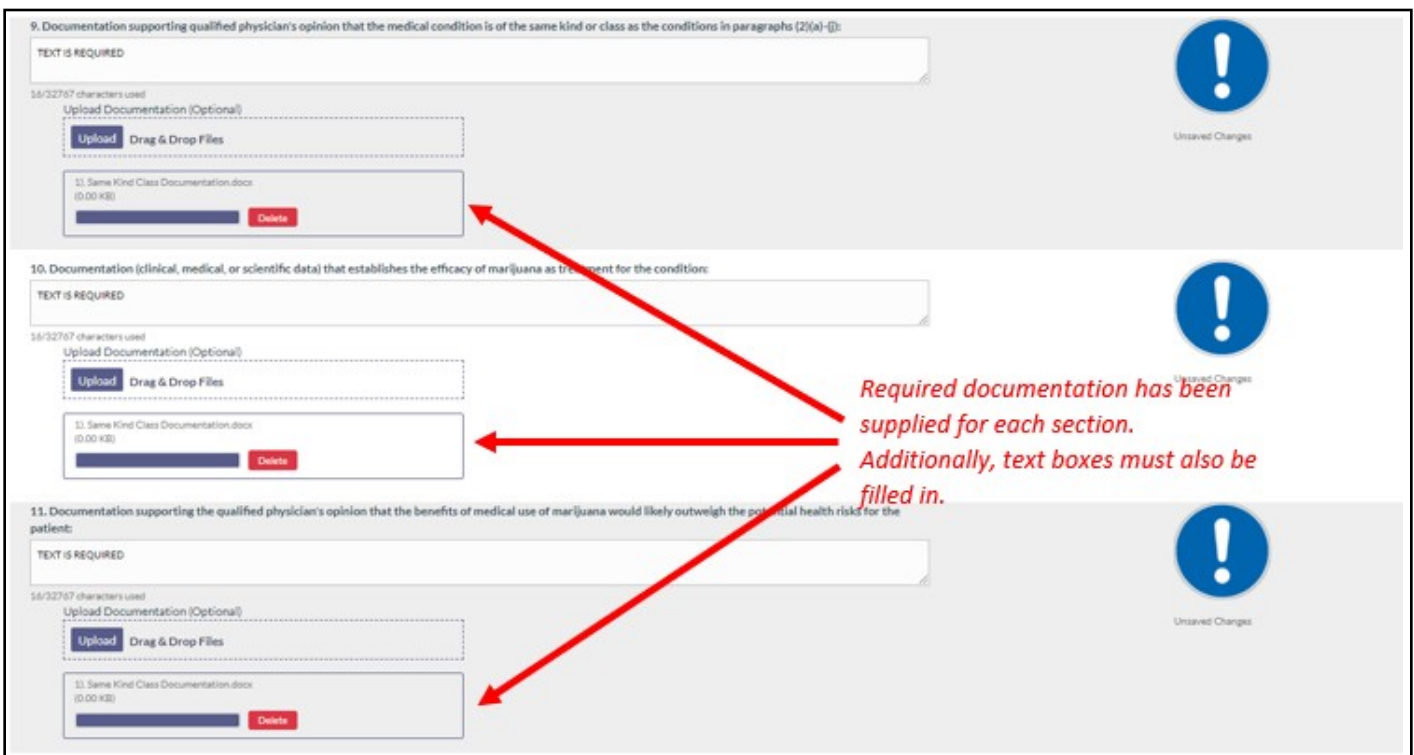 9. Documentation supporting qualified physician's opinion that the medical condition is of the same kind or class as the conditions in paragraphs (2)(a)-(j):
TEXT IS REQUIRED
16/32767 characters used
Upload Documentation (Optional)
Upload Drag & Drop Files
Unsaved Changes
1). Same Kind Class Documentation.docx
(0.00 KB)
Delete
10. Documentation (clinical, medical, or scientific data) that establishes the efficacy of marijuana as treatment for the condition:
TEXT IS REQUIRED
16/32767 characters used
Upload Documentation (Optional)
Upload Drag & Drop Files
Unsaved Changes
1). Same Kind Class Documentation.docx
(0.00 KB)
Delete
Required documentation has been
supplied for each section.
Additionally, text boxes must also be
filled in.
11. Documentation supporting the qualified physician's opinion that the benefits of medical use of marijuana would likely outweigh the potential health risks for the
patient:
TEXT IS REQUIRED
16/32767 characters used
Upload Documentation (Optional)
Upload Drag & Drop Files
Unsaved Changes
1). Same Kind Class Documentation.docx
(0.00 KB)
Delete